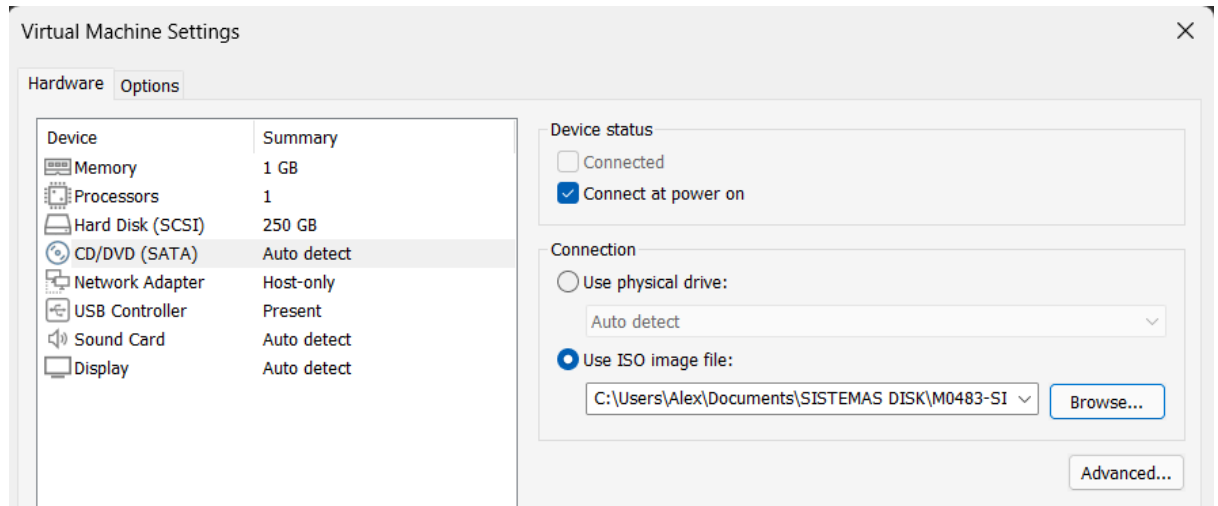 Virtual Machine Settings
Hardware Options
Device Summary
Memory 1 GB
Processors 1
Hard Disk (SCSI) 250 GB
CD/DVD (SATA) Auto detect
Network Adapter Host-only
USB Controller Present
Sound Card Auto detect
Display Auto detect
Device status
Connected
Connect at power on
Connection
Use physical drive:
Auto detect
Use ISO image file:
C:\Users\Alex\Documents\SISTEMAS DISK\M0483-SI Browse...
Advanced...